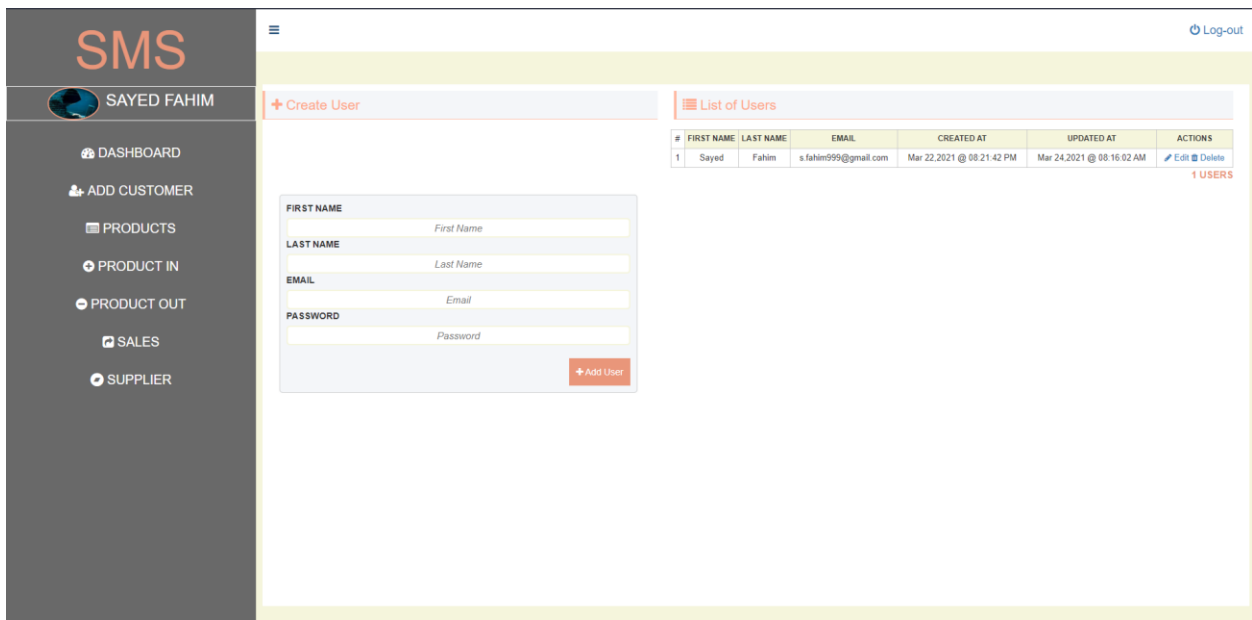 SMS
SAYED FAHIM
DASHBOARD
ADD CUSTOMER
PRODUCTS
PRODUCT IN
PRODUCT OUT
SALES
SUPPLIER
Log-out
Create User
FIRST NAME
First Name
LAST NAME
Last Name
EMAIL
Email
PASSWORD
Password
Add User
List of Users
# FIRST NAME LAST NAME EMAIL CREATED AT UPDATED AT ACTIONS
1 Sayed Fahim s.fahim999@gmail.com Mar 22,2021 @ 08:21:42 PM Mar 24,2021 @ 08:16:02 AM Edit Delete
1 USERS